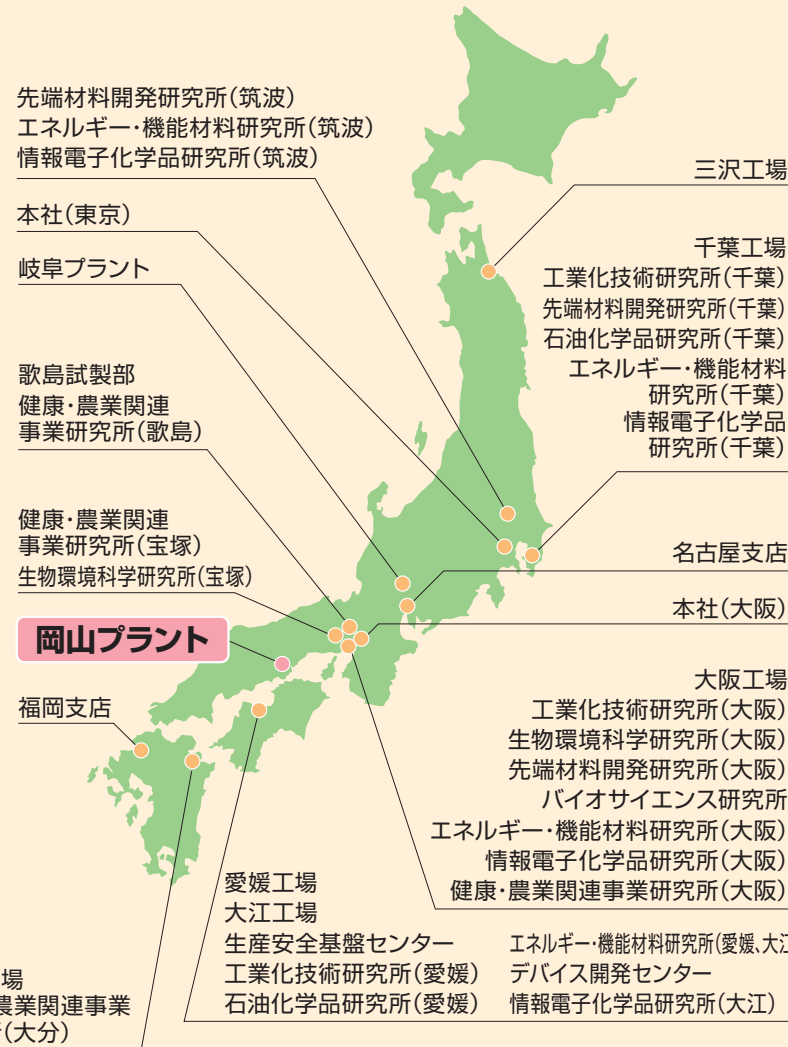 先端材料開発研究所(筑波)
エネルギー・機能材料研究所(筑波)
情報電子化学品研究所(筑波)
本社(東京)
岐阜プラント
歌島試製部
健康・農業関連
事業研究所(歌島)
健康・農業関連
事業研究所(宝塚)
生物環境科学研究所(宝塚)
岡山プラント
福岡支店
三沢工場
千葉工場
工業化技術研究所(千葉)
先端材料開発研究所(千葉)
石油化学品研究所(千葉)
エネルギー・機能材料
研究所(千葉)
情報電子化学品
研究所(千葉)
名古屋支店
本社(大阪)
大阪工場
工業化技術研究所(大阪)
生物環境科学研究所(大阪)
先端材料開発研究所(大阪)
バイオサイエンス研究所
エネルギー・機能材料研究所(大阪)
情報電子化学品研究所(大阪)
健康・農業関連事業研究所(大阪)
愛媛工場
大江工場
生産安全基盤センター
工業化技術研究所(愛媛)
石油化学品研究所(愛媛)
エネルギー・機能材料研究所(愛媛、大江
デバイス開発センター
情報電子化学品研究所(大江)
場
農業関連事業
(大分)